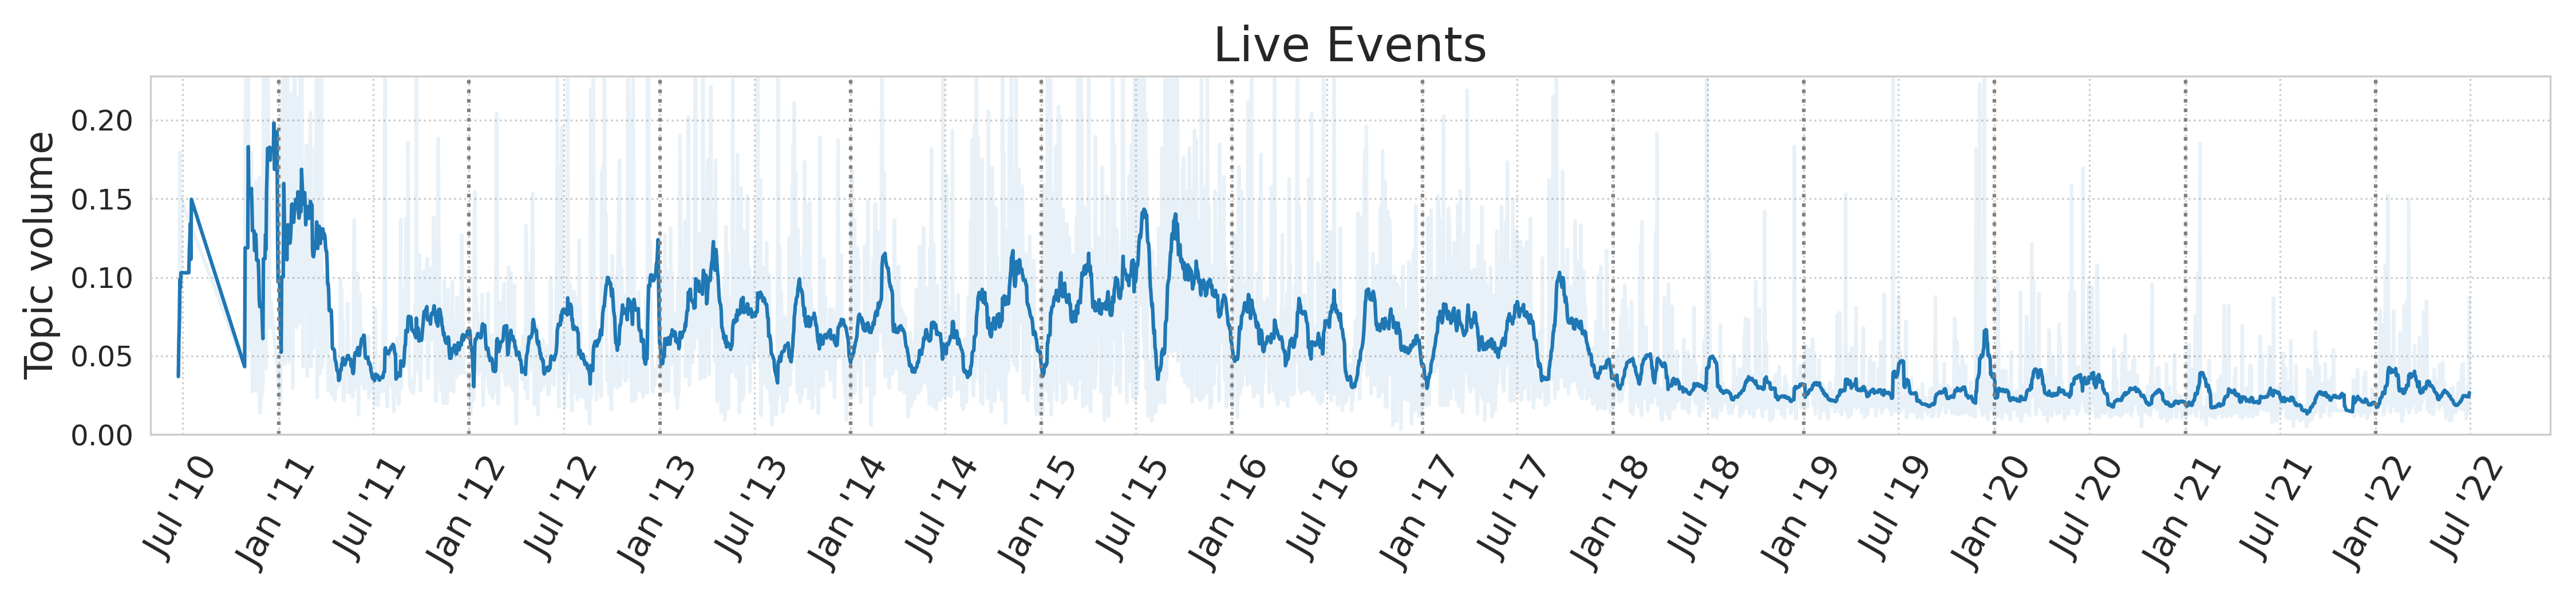 Live Events
Topic volume
0.20
0.15
0.10
0.05
0.00
Jul '10
Jan '11
Jul '11
Jan '12
Jul '12
Jan '13
Jul '13
Jan '14
Jul '14
Jan '15
Jul '15
Jan '16
Jul '16
Jan '17
Jul '17
Jan '18
Jul '18
Jan '19
Jul '19
Jan '20
Jul '20
Jan '21
Jul '21
Jan '22
Jul '22